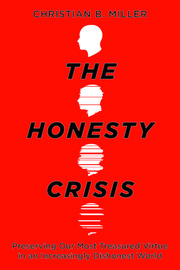 CHRISTIAN B. MILLER
THE
HONESTY
CRISIS
Preserving Our Most Treasured Virtue
in an Increasingly Dishonest World